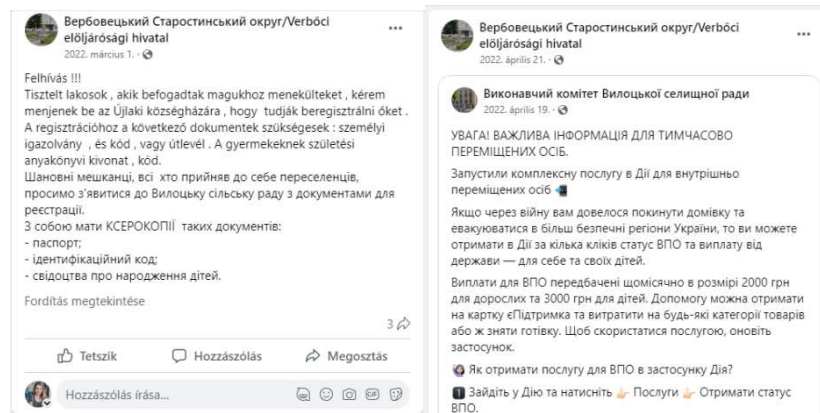 Вербовецький Старостинський округ/Verbőci
előljárósági hivatal
2022. március 1. ·
Felhívás !!!
Tisztelt lakosok , akik befogadtak magukhoz menekülteket , kérem
menjenek be az Újlaki községházára , hogy tudják beregisztrálni őket .
A regisztrációhoz a következő dokumentek szükségesek : személyi
igazolvány , és kód , vagy útlevél . A gyermekeknek születési
anyakönyvi kivonat , kód.
Шановні мешканці, всі хто прийняв до себе переселенців,
просимо з'явитися до Вилоцьку сільську раду з документами для
реєстрації.
З собою мати КСЕРОКОПІЇ таких документів:
- паспорт;
- ідентифікаційний код;
- свідоцтва про народження дітей.
Fordítás megtekintése
3
Tetszik Hozzászólás Megosztás
Hozzászólás írása...
GIF
Вербовецький Старостинський округ/Verbőci
előljárósági hivatal
2022. április 21. ·
Виконавчий комітет Вилоцької селищної ради
2022. április 19. ·
УВАГА! ВАЖЛИВА ІНФОРМАЦІЯ ДЛЯ ТИМЧАСОВО
ПЕРЕМІЩЕНИХ ОСІБ.
Запустили комплексну послугу в Дії для внутрішньо
переміщених осіб
Якщо через війну вам довелося покинути домівку та
евакуюватися в більш безпечні регіони України, то ви можете
отримати в Дії за кілька кліків статус ВПО та виплату від
держави — для себе та своїх дітей.
Виплати для ВПО передбачені щомісячно в розмірі 2000 грн
для дорослих та 3000 грн для дітей. Допомогу можна отримати
на картку єПідтримка та витратити на будь-які категорії товарів
або ж зняти готівку. Щоб скористатися послугою, оновіть
застосунок.
Як отримати послугу для ВПО в застосунку Дія?
1 Зайдіть у Дію та натисніть 👉 Послуги 👉 Отримати статус
ВПО.